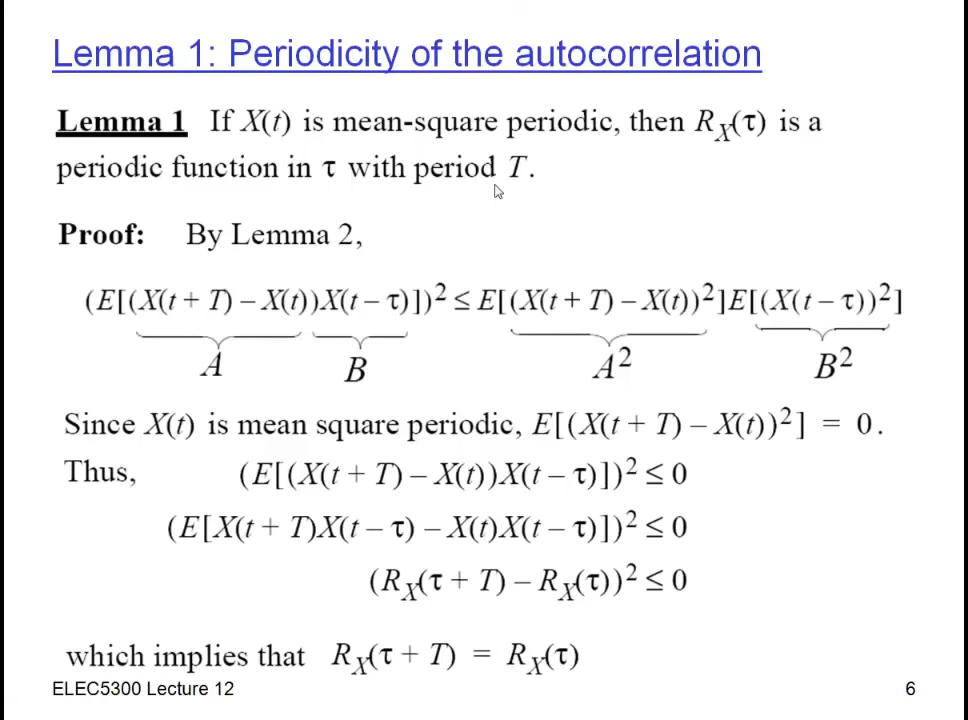 Lemma 1: Periodicity of the autocorrelation
Lemma 1 If X(t) is mean-square periodic, then R_X(τ) is a
periodic function in τ with period T.
Proof: By Lemma 2,
(E[(X(t + T) – X(t))X(t – τ)])² ≤ E[(X(t + T) – X(t))²]E[(X(t – τ))²]
A B A² B²
Since X(t) is mean square periodic, E[(X(t + T) – X(t))²] = 0.
Thus, (E[(X(t + T) – X(t))X(t – τ)])² ≤ 0
(E[X(t + T)X(t – τ) – X(t)X(t – τ)])² ≤ 0
(R_X(τ + T) – R_X(τ))² ≤ 0
which implies that R_X(τ + T) = R_X(τ)
ELEC5300 Lecture 12 6